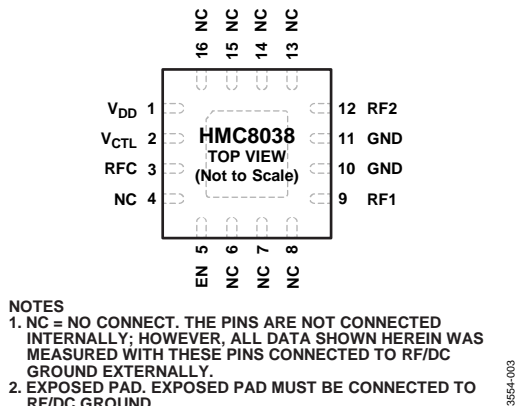 16 NC
15 NC
14 NC
13 NC
V_DD 1
V_CTL 2
RFC 3
NC 4
HMC8038
TOP VIEW
(Not to Scale)
12 RF2
11 GND
10 GND
9 RF1
EN 5
NC 6
NC 7
NC 8
NOTES
1. NC = NO CONNECT. THE PINS ARE NOT CONNECTED
INTERNALLY; HOWEVER, ALL DATA SHOWN HEREIN WAS
MEASURED WITH THESE PINS CONNECTED TO RF/DC
GROUND EXTERNALLY.
2. EXPOSED PAD. EXPOSED PAD MUST BE CONNECTED TO
RF/DC GROUND
3554-003